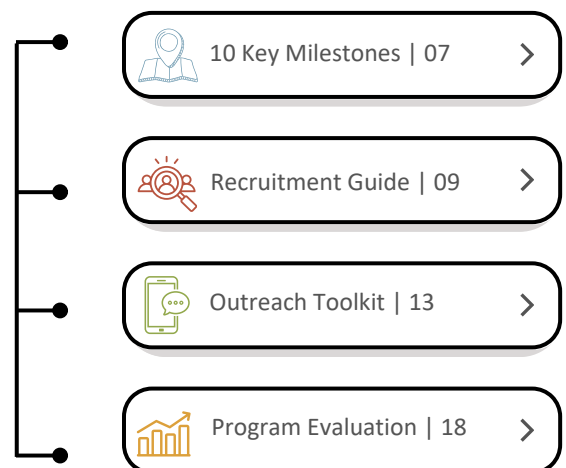 10 Key Milestones | 07
Recruitment Guide | 09
Outreach Toolkit | 13
Program Evaluation | 18